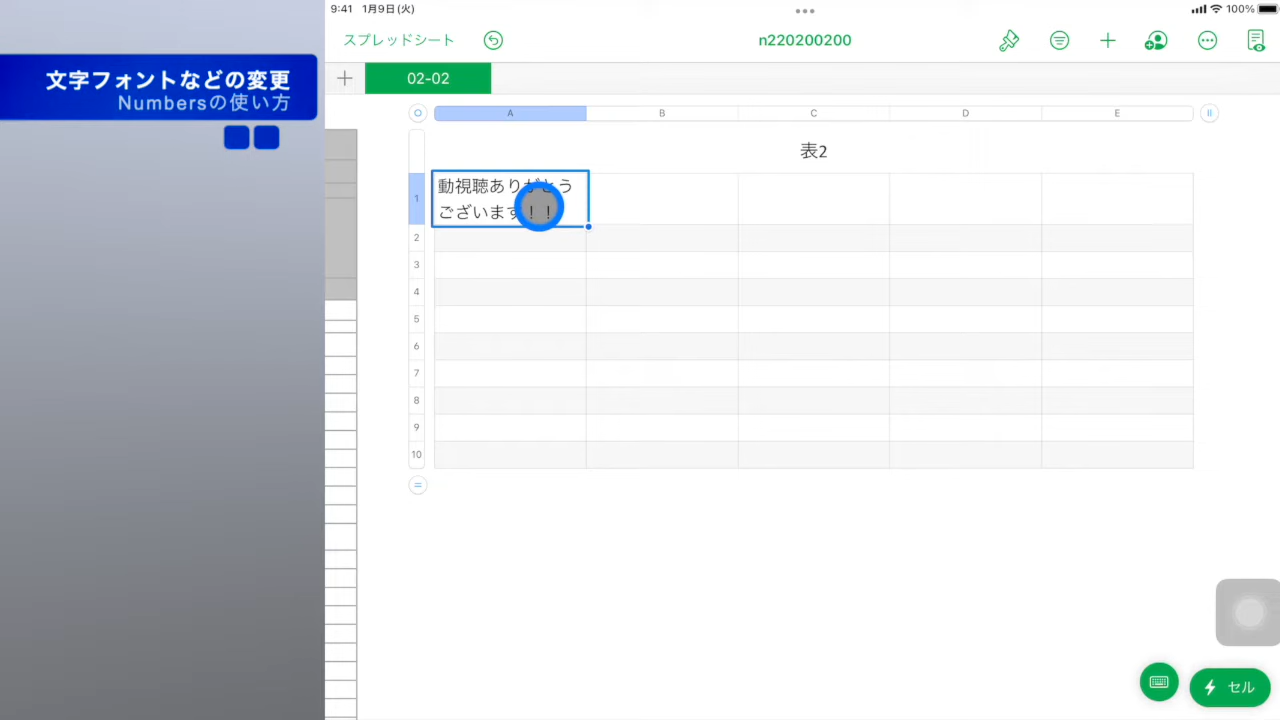 文字フォントなどの変更
Numbersの使い方
9:41 1月9日(火)
100%
スプレッドシート
n220200200
02-02
A B C D E
表2
1
動視聴ありがとう
ございます！！
2
3
4
5
6
7
8
9
10
セル